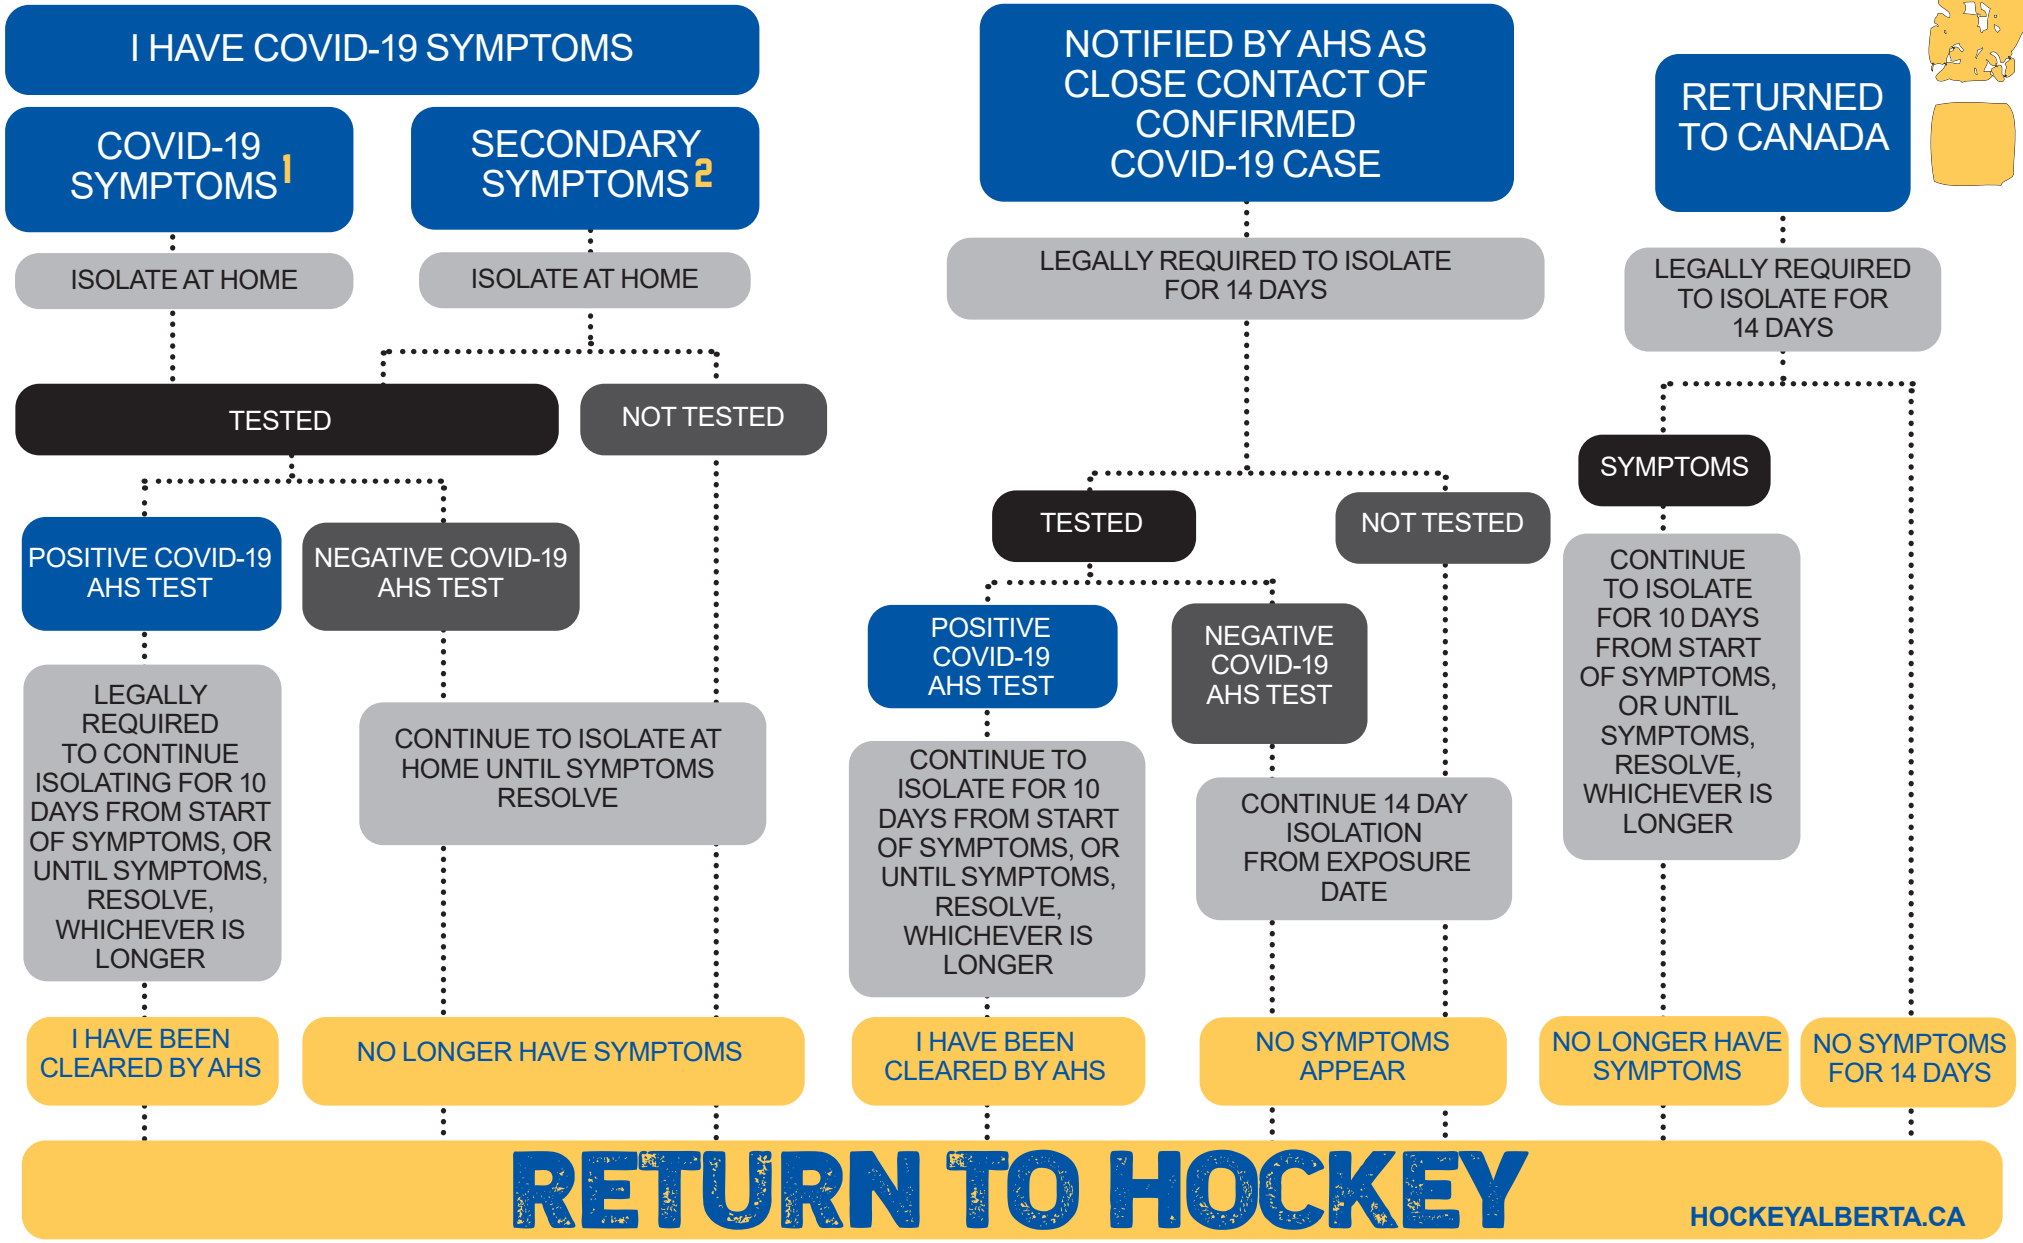 I HAVE COVID-19 SYMPTOMS
COVID-19
SYMPTOMS1
SECONDARY
SYMPTOMS2
ISOLATE AT HOME
ISOLATE AT HOME
TESTED
NOT TESTED
POSITIVE COVID-19
AHS TEST
NEGATIVE COVID-19
AHS TEST
LEGALLY
REQUIRED
TO CONTINUE
ISOLATING FOR 10
DAYS FROM START
OF SYMPTOMS, OR
UNTIL SYMPTOMS,
RESOLVE,
WHICHEVER IS
LONGER
CONTINUE TO ISOLATE AT
HOME UNTIL SYMPTOMS
RESOLVE
I HAVE BEEN
CLEARED BY AHS
NO LONGER HAVE SYMPTOMS
NOTIFIED BY AHS AS
CLOSE CONTACT OF
CONFIRMED
COVID-19 CASE
LEGALLY REQUIRED TO ISOLATE
FOR 14 DAYS
TESTED
NOT TESTED
POSITIVE
COVID-19
AHS TEST
NEGATIVE
COVID-19
AHS TEST
CONTINUE TO
ISOLATE FOR 10
DAYS FROM START
OF SYMPTOMS, OR
UNTIL SYMPTOMS,
RESOLVE,
WHICHEVER IS
LONGER
CONTINUE 14 DAY
ISOLATION
FROM EXPOSURE
DATE
I HAVE BEEN
CLEARED BY AHS
NO SYMPTOMS
APPEAR
RETURNED
TO CANADA
LEGALLY REQUIRED
TO ISOLATE FOR
14 DAYS
SYMPTOMS
CONTINUE
TO ISOLATE
FOR 10 DAYS
FROM START
OF SYMPTOMS,
OR UNTIL
SYMPTOMS,
RESOLVE,
WHICHEVER IS
LONGER
NO LONGER HAVE
SYMPTOMS
NO SYMPTOMS
FOR 14 DAYS
RETURN TO HOCKEY
HOCKEYALBERTA.CA